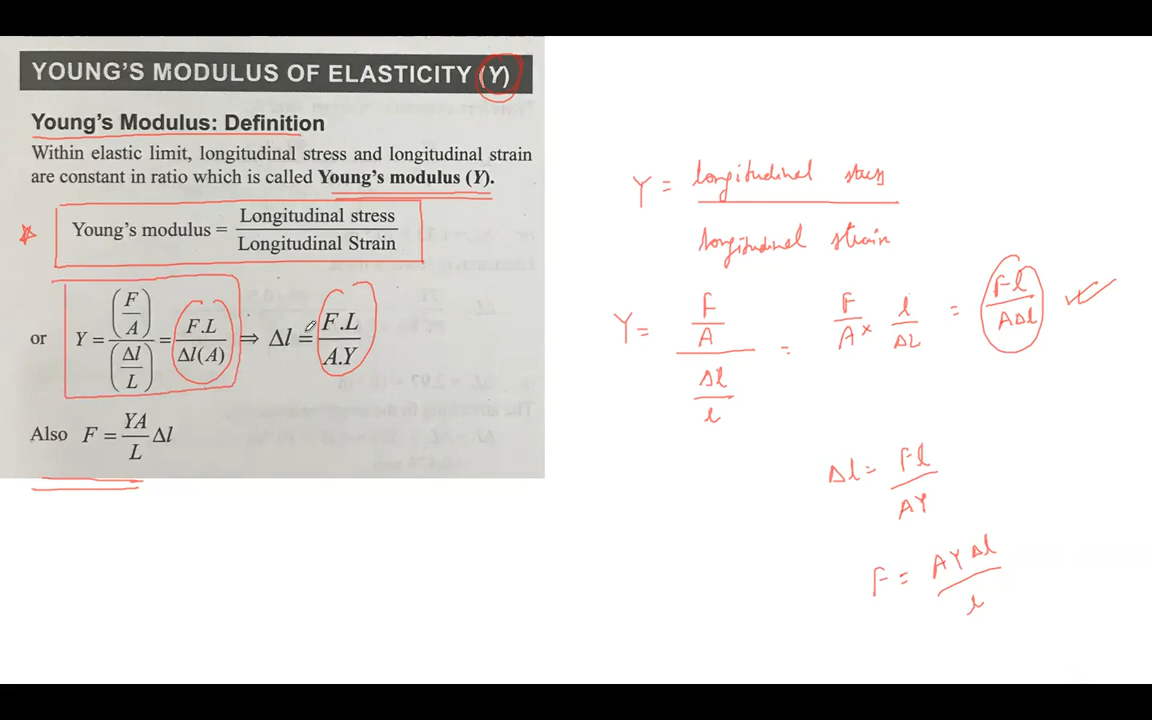 YOUNG'S MODULUS OF ELASTICITY (Y)
Young's Modulus: Definition
Within elastic limit, longitudinal stress and longitudinal strain
are constant in ratio which is called Young's modulus (Y).
Young's modulus = Longitudinal stress / Longitudinal Strain
or Y = (F/A) / (Δl/L) = F.L / Δl(A) ⇒ Δl = F.L / A.Y
Also F = YA/L Δl
Y = longitudinal stress / longitudinal strain
Y = F/A / Δl/l = F/A × l/ΔL = Fl / AΔl
Δl = Fl / AY
F = AYΔl / l